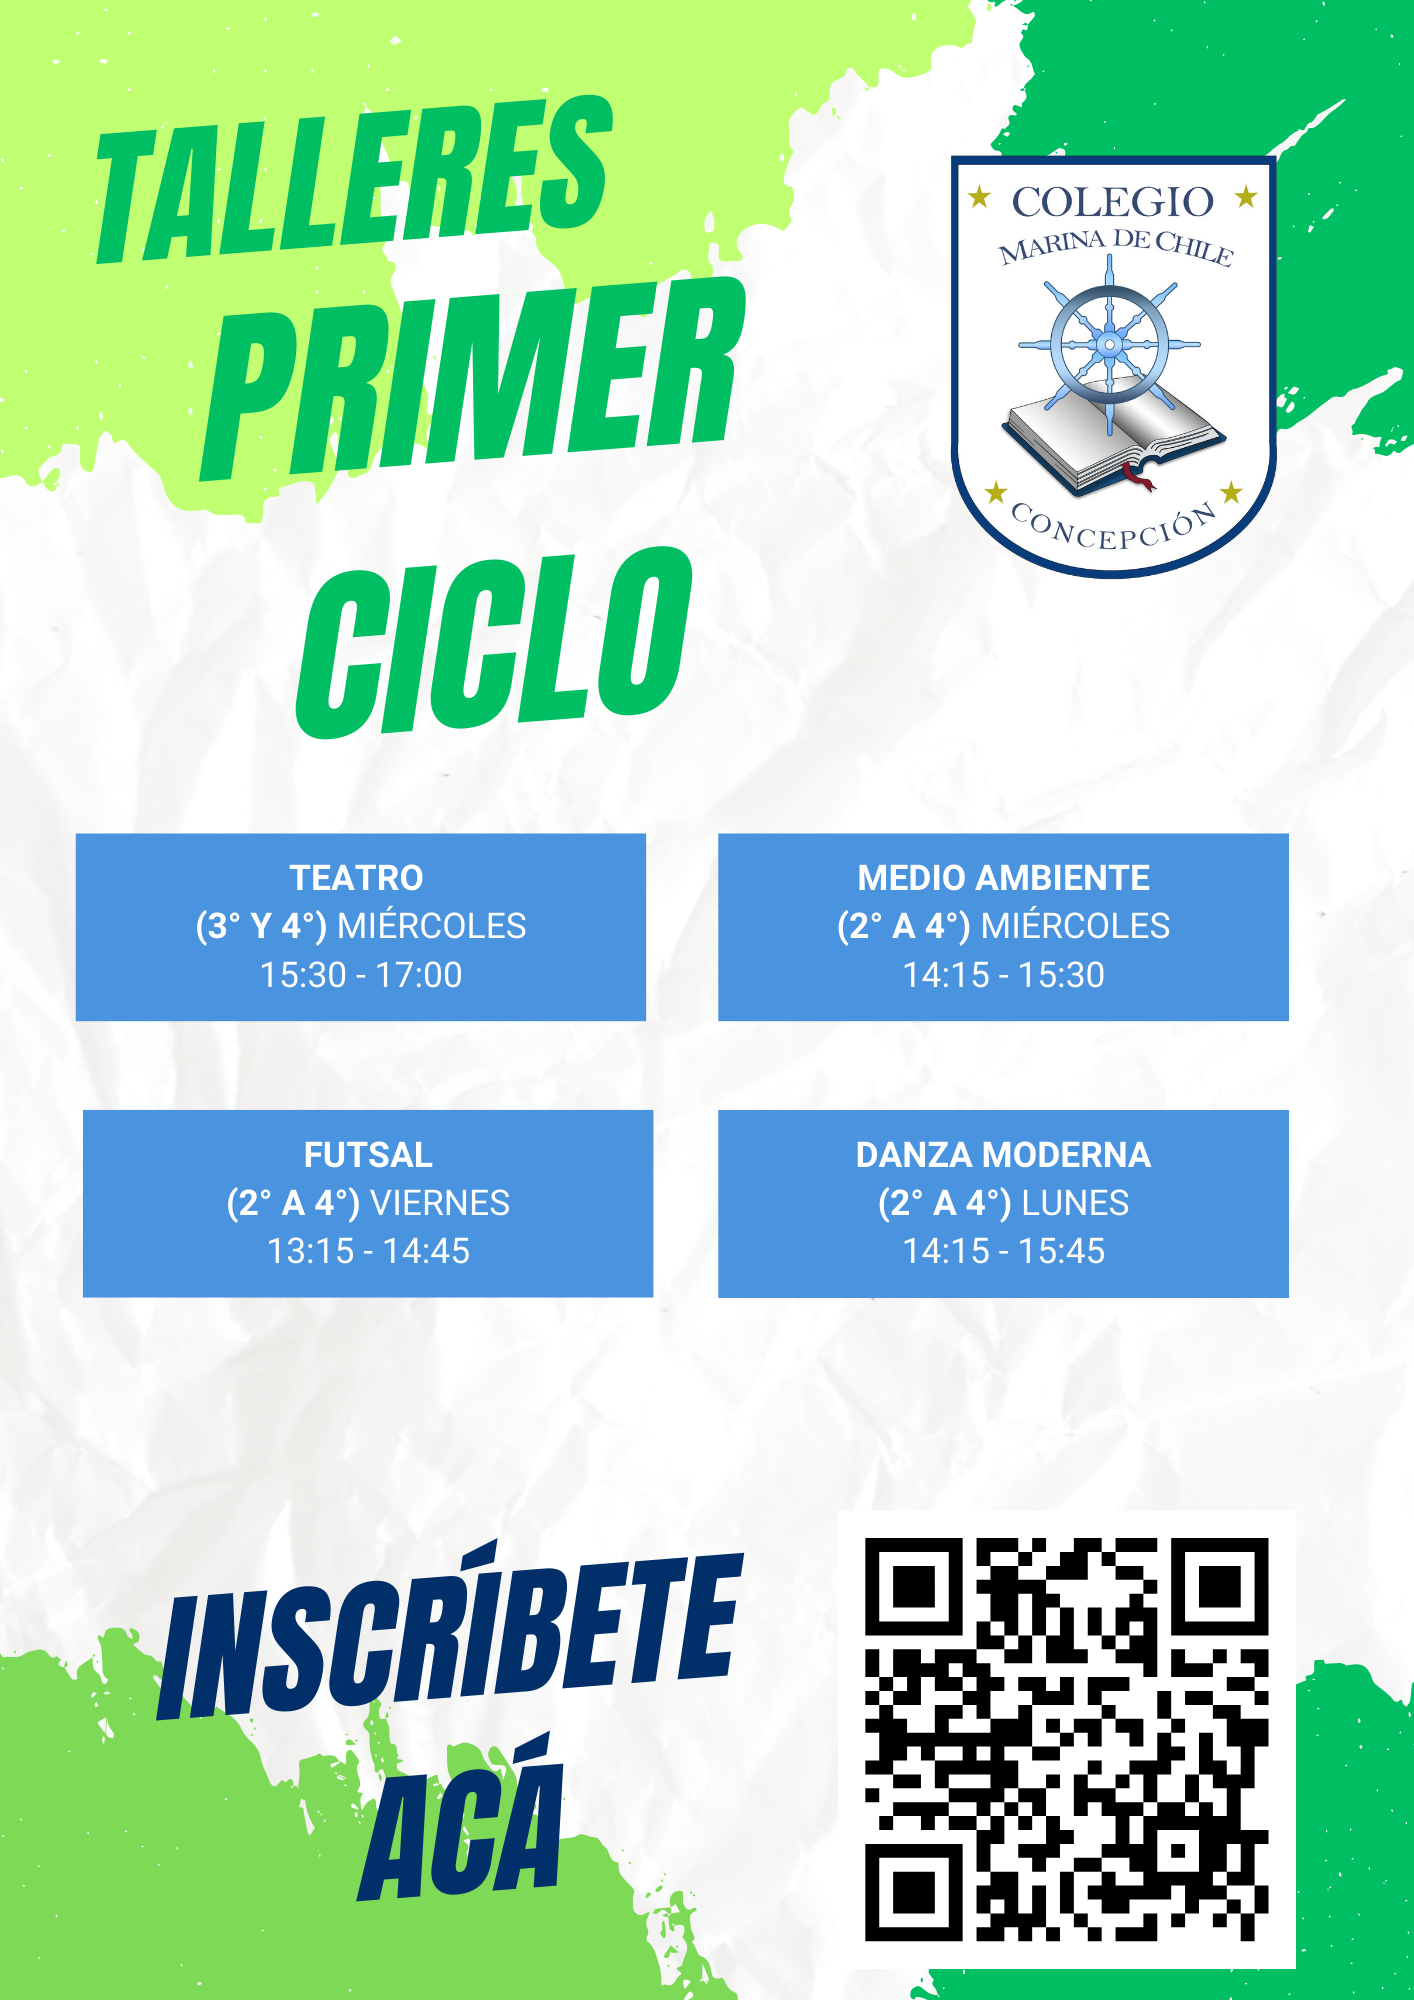 TALLERES
PRIMER
CICLO
COLEGIO
MARINA DE CHILE
CONCEPCIÓN
TEATRO
(3° Y 4°) MIÉRCOLES
15:30 - 17:00
MEDIO AMBIENTE
(2° A 4°) MIÉRCOLES
14:15 - 15:30
FUTSAL
(2° A 4°) VIERNES
13:15 - 14:45
DANZA MODERNA
(2° A 4°) LUNES
14:15 - 15:45
INSCRÍBETE
ACÁ